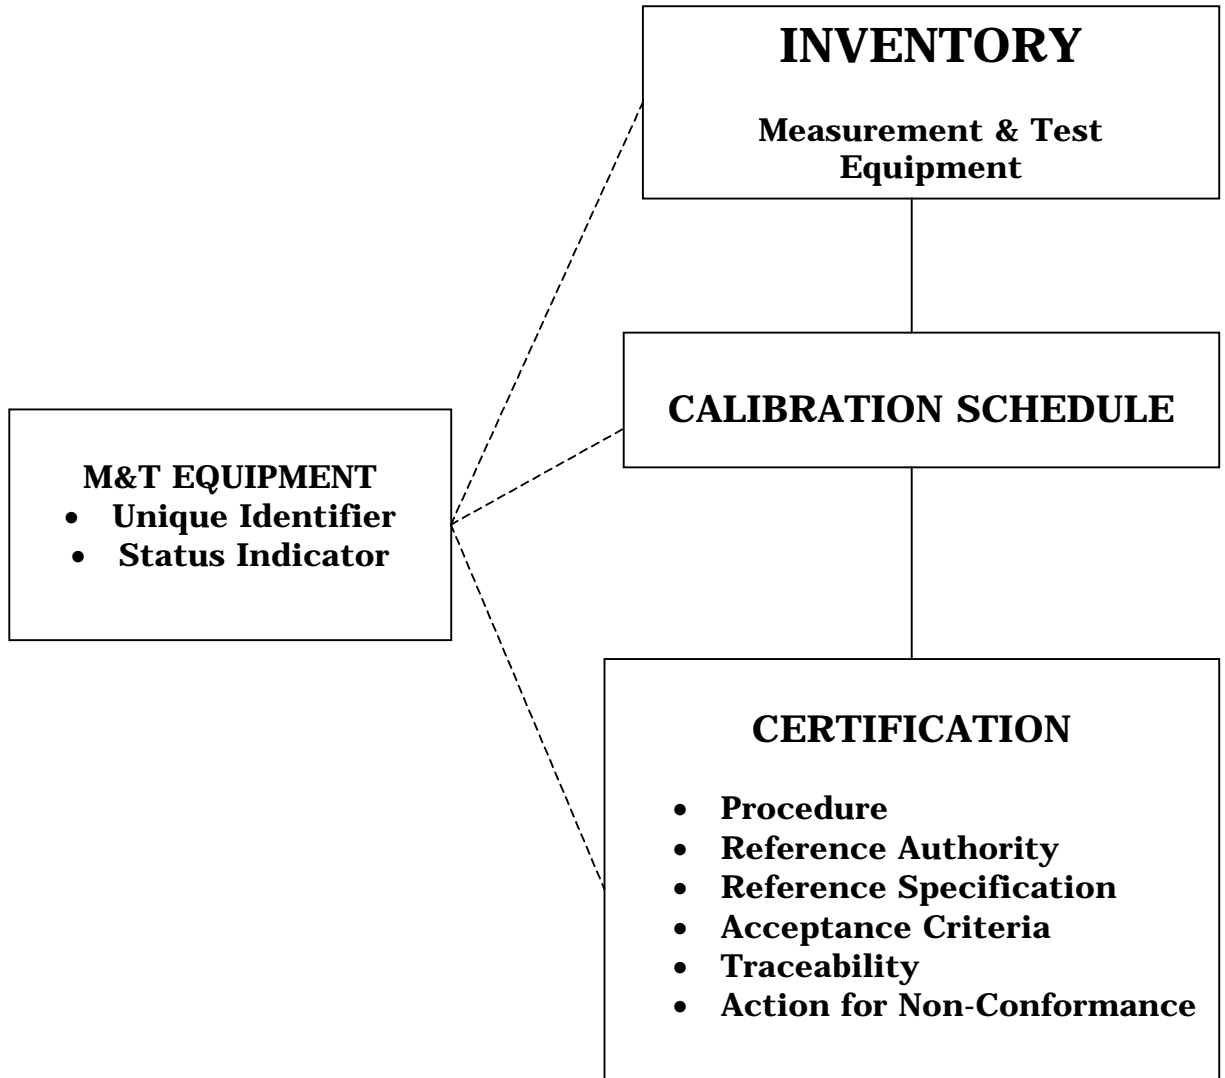 INVENTORY
Measurement & Test
Equipment
CALIBRATION SCHEDULE
M&T EQUIPMENT
• Unique Identifier
• Status Indicator
CERTIFICATION
• Procedure
• Reference Authority
• Reference Specification
• Acceptance Criteria
• Traceability
• Action for Non-Conformance